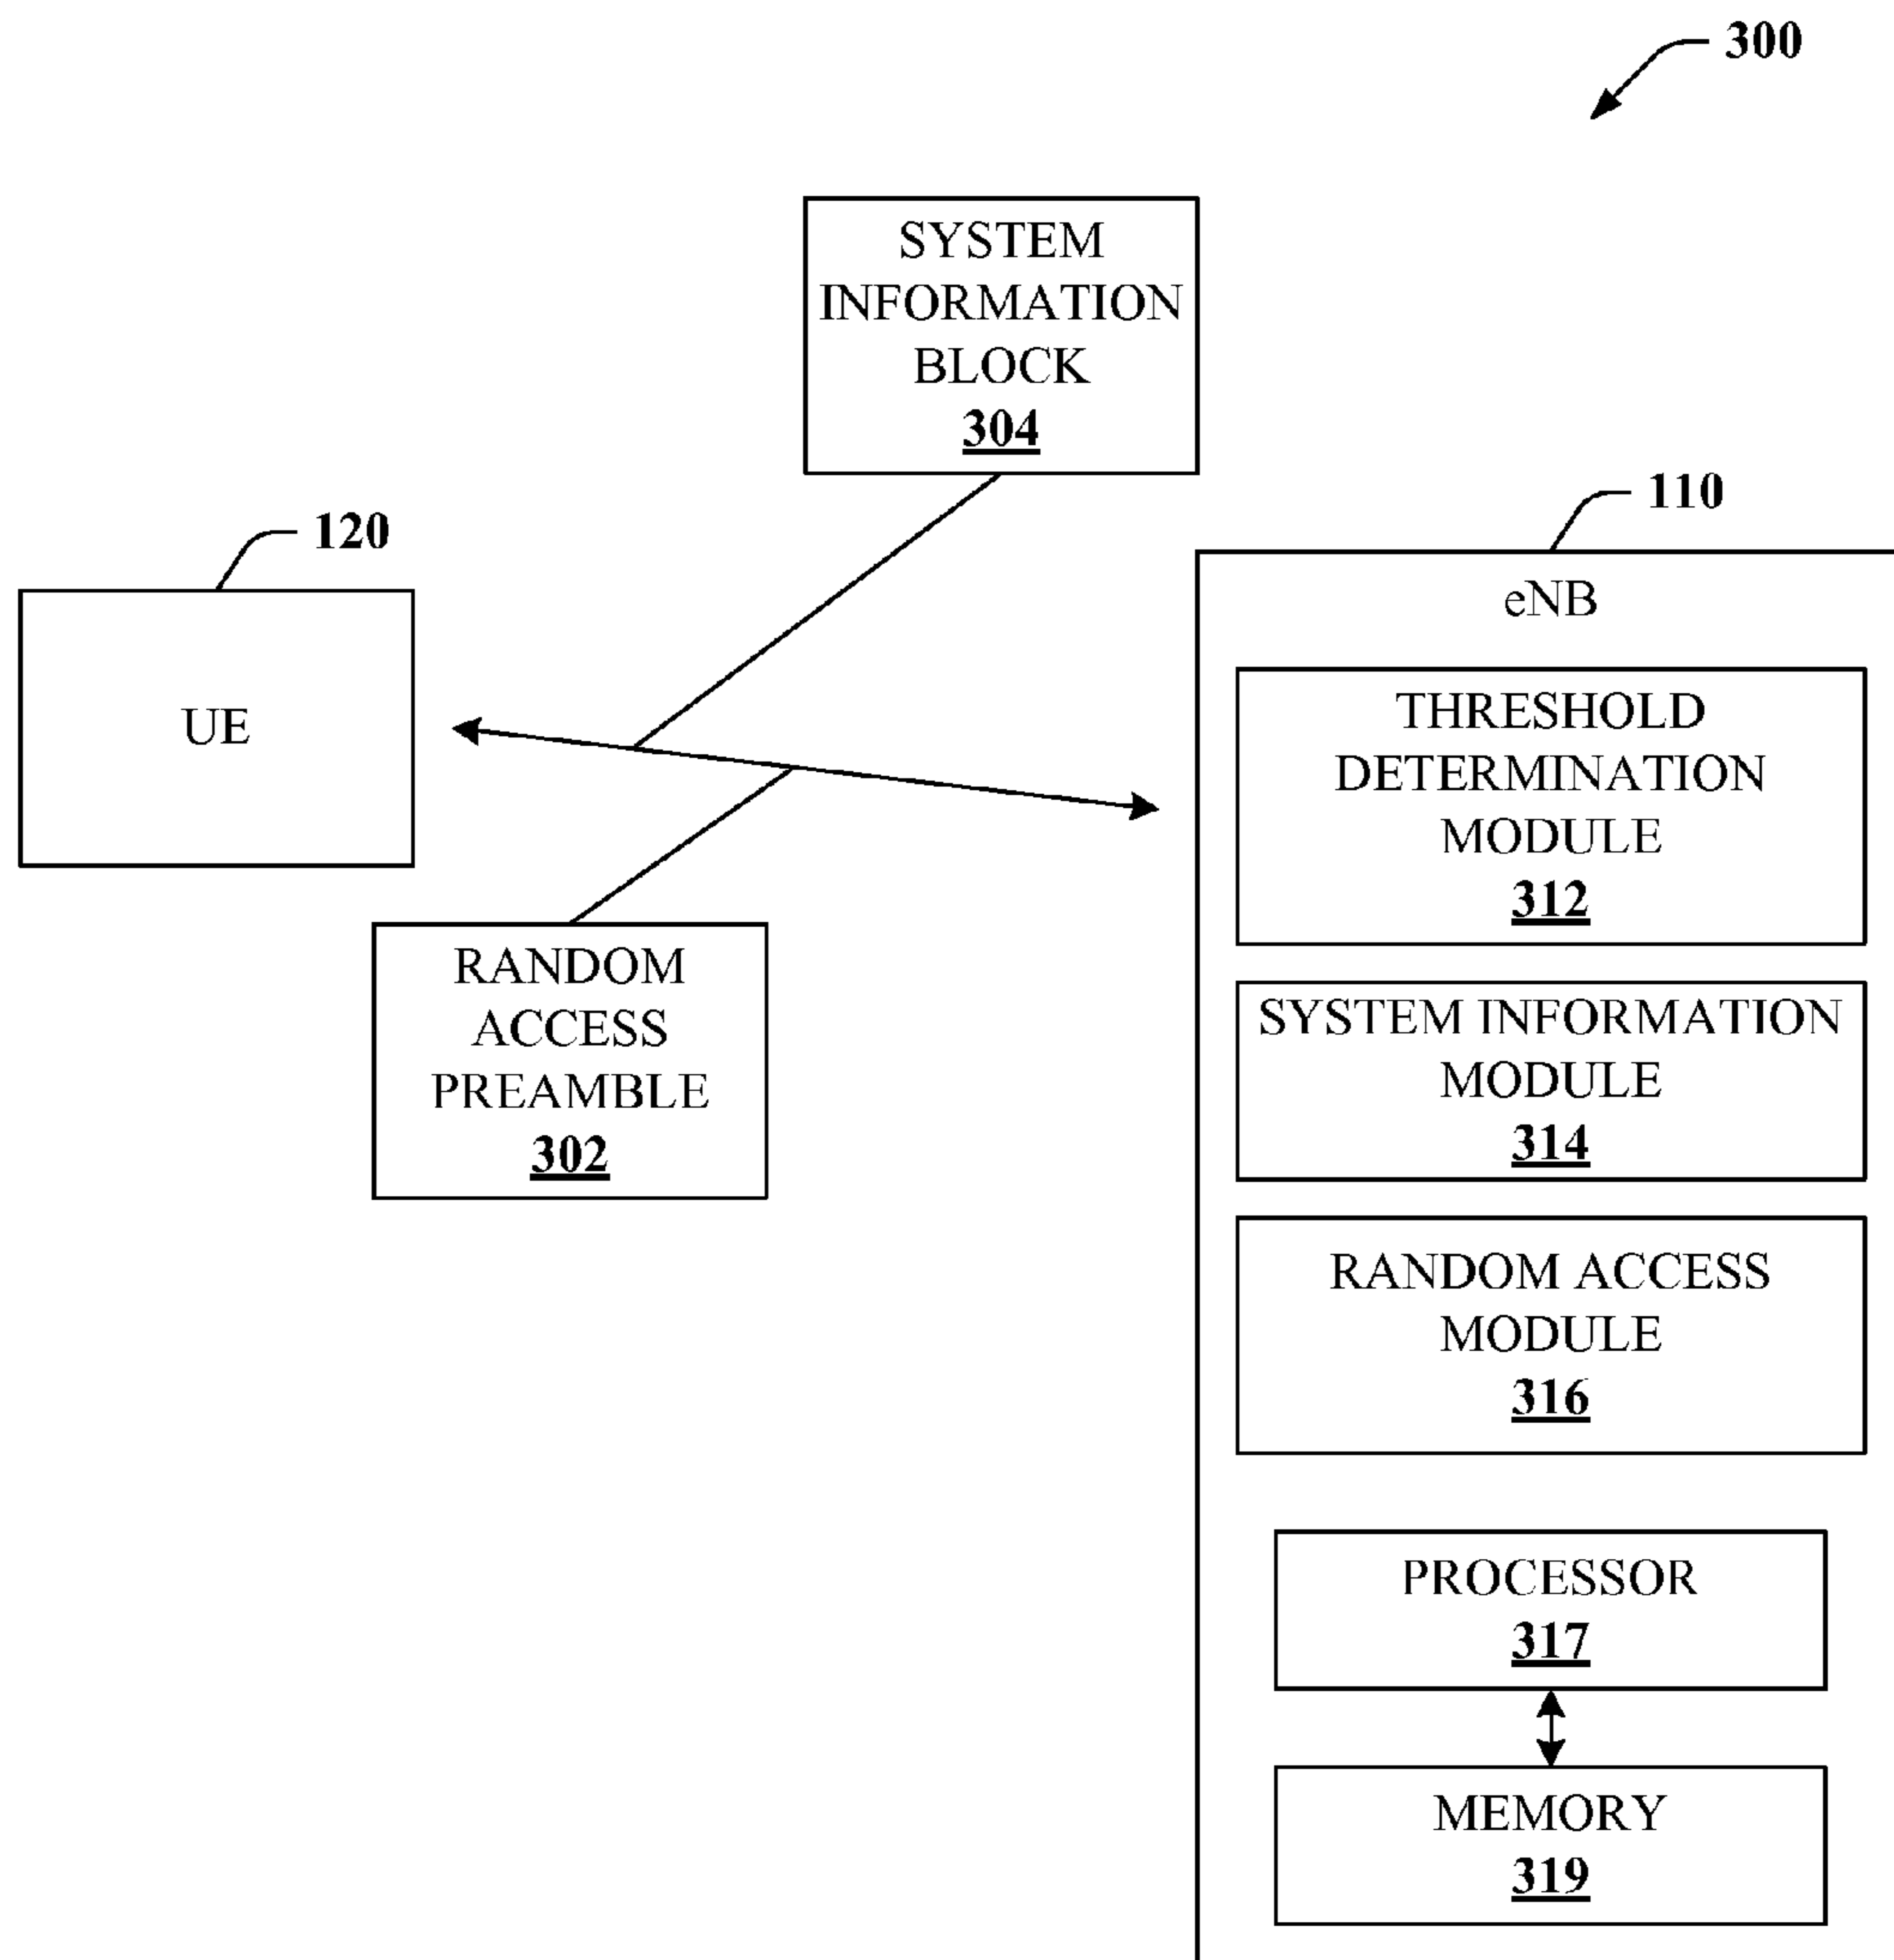 300
SYSTEM
INFORMATION
BLOCK
304
110
120
eNB
UE
THRESHOLD
DETERMINATION
MODULE
312
RANDOM
ACCESS
PREAMBLE
302
SYSTEM INFORMATION
MODULE
314
RANDOM ACCESS
MODULE
316
PROCESSOR
317
MEMORY
319